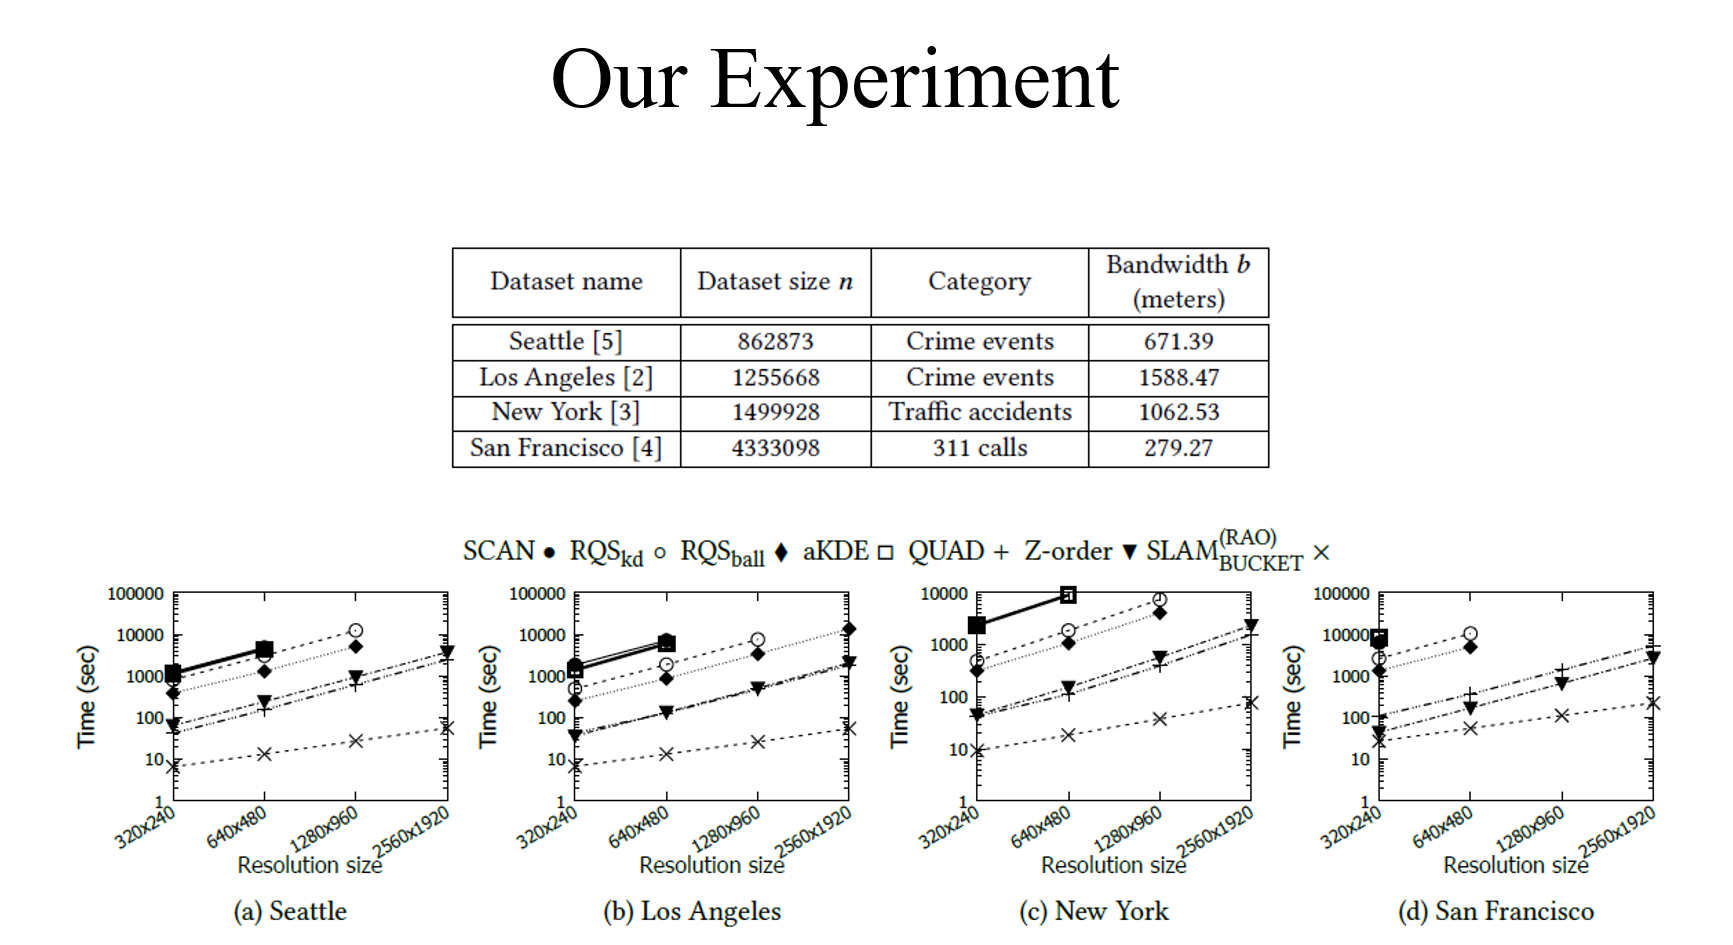 Our Experiment
Dataset name Dataset size n Category Bandwidth b (meters)
Seattle [5] 862873 Crime events 671.39
Los Angeles [2] 1255668 Crime events 1588.47
New York [3] 1499928 Traffic accidents 1062.53
San Francisco [4] 4333098 311 calls 279.27
SCAN ● RQSkd ○ RQSball ♦ aKDE □ QUAD + Z-order ▼ SLAM(RAO)BUCKET ×
Time (sec)
100000
10000
1000
100
10
1
320x240 640x480 1280x960 2560x1920
Resolution size
(a) Seattle
Time (sec)
100000
10000
1000
100
10
1
320x240 640x480 1280x960 2560x1920
Resolution size
(b) Los Angeles
Time (sec)
10000
1000
100
10
1
320x240 640x480 1280x960 2560x1920
Resolution size
(c) New York
Time (sec)
100000
10000
1000
100
10
1
320x240 640x480 1280x960 2560x1920
Resolution size
(d) San Francisco